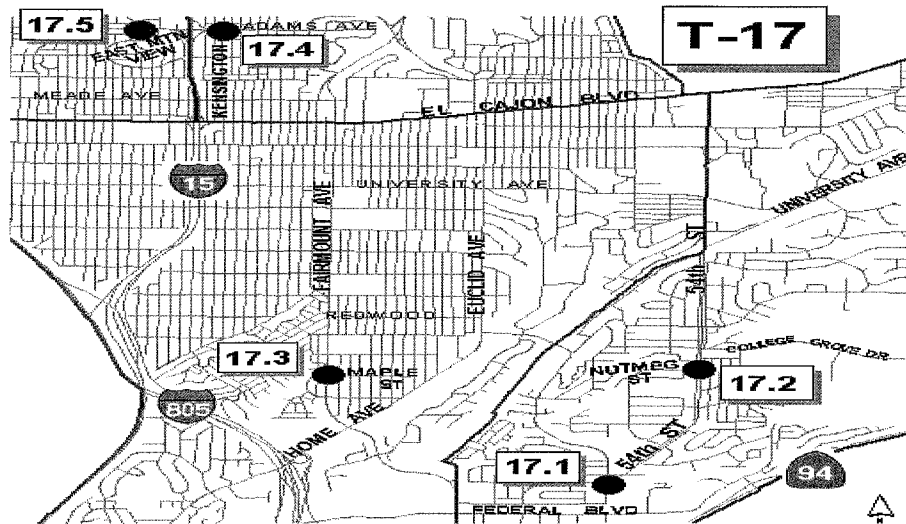 17.5
ADAMS AVE
T-17
EAST MTN
VIEW
17.4
KENSINGTON
MEADE AVE
EL CAJON BLVD
15
UNIVERSITY AVE
UNIVERSITY AVE
FAIRMOUNT AVE
EUCLID AVE
54th ST
REDWOOD
COLLEGE GROVE DR
17.3
MAPLE
ST
NUTMEG
ST
17.2
805
HOME AVE
54th ST
17.1
94
FEDERAL BLVD
N